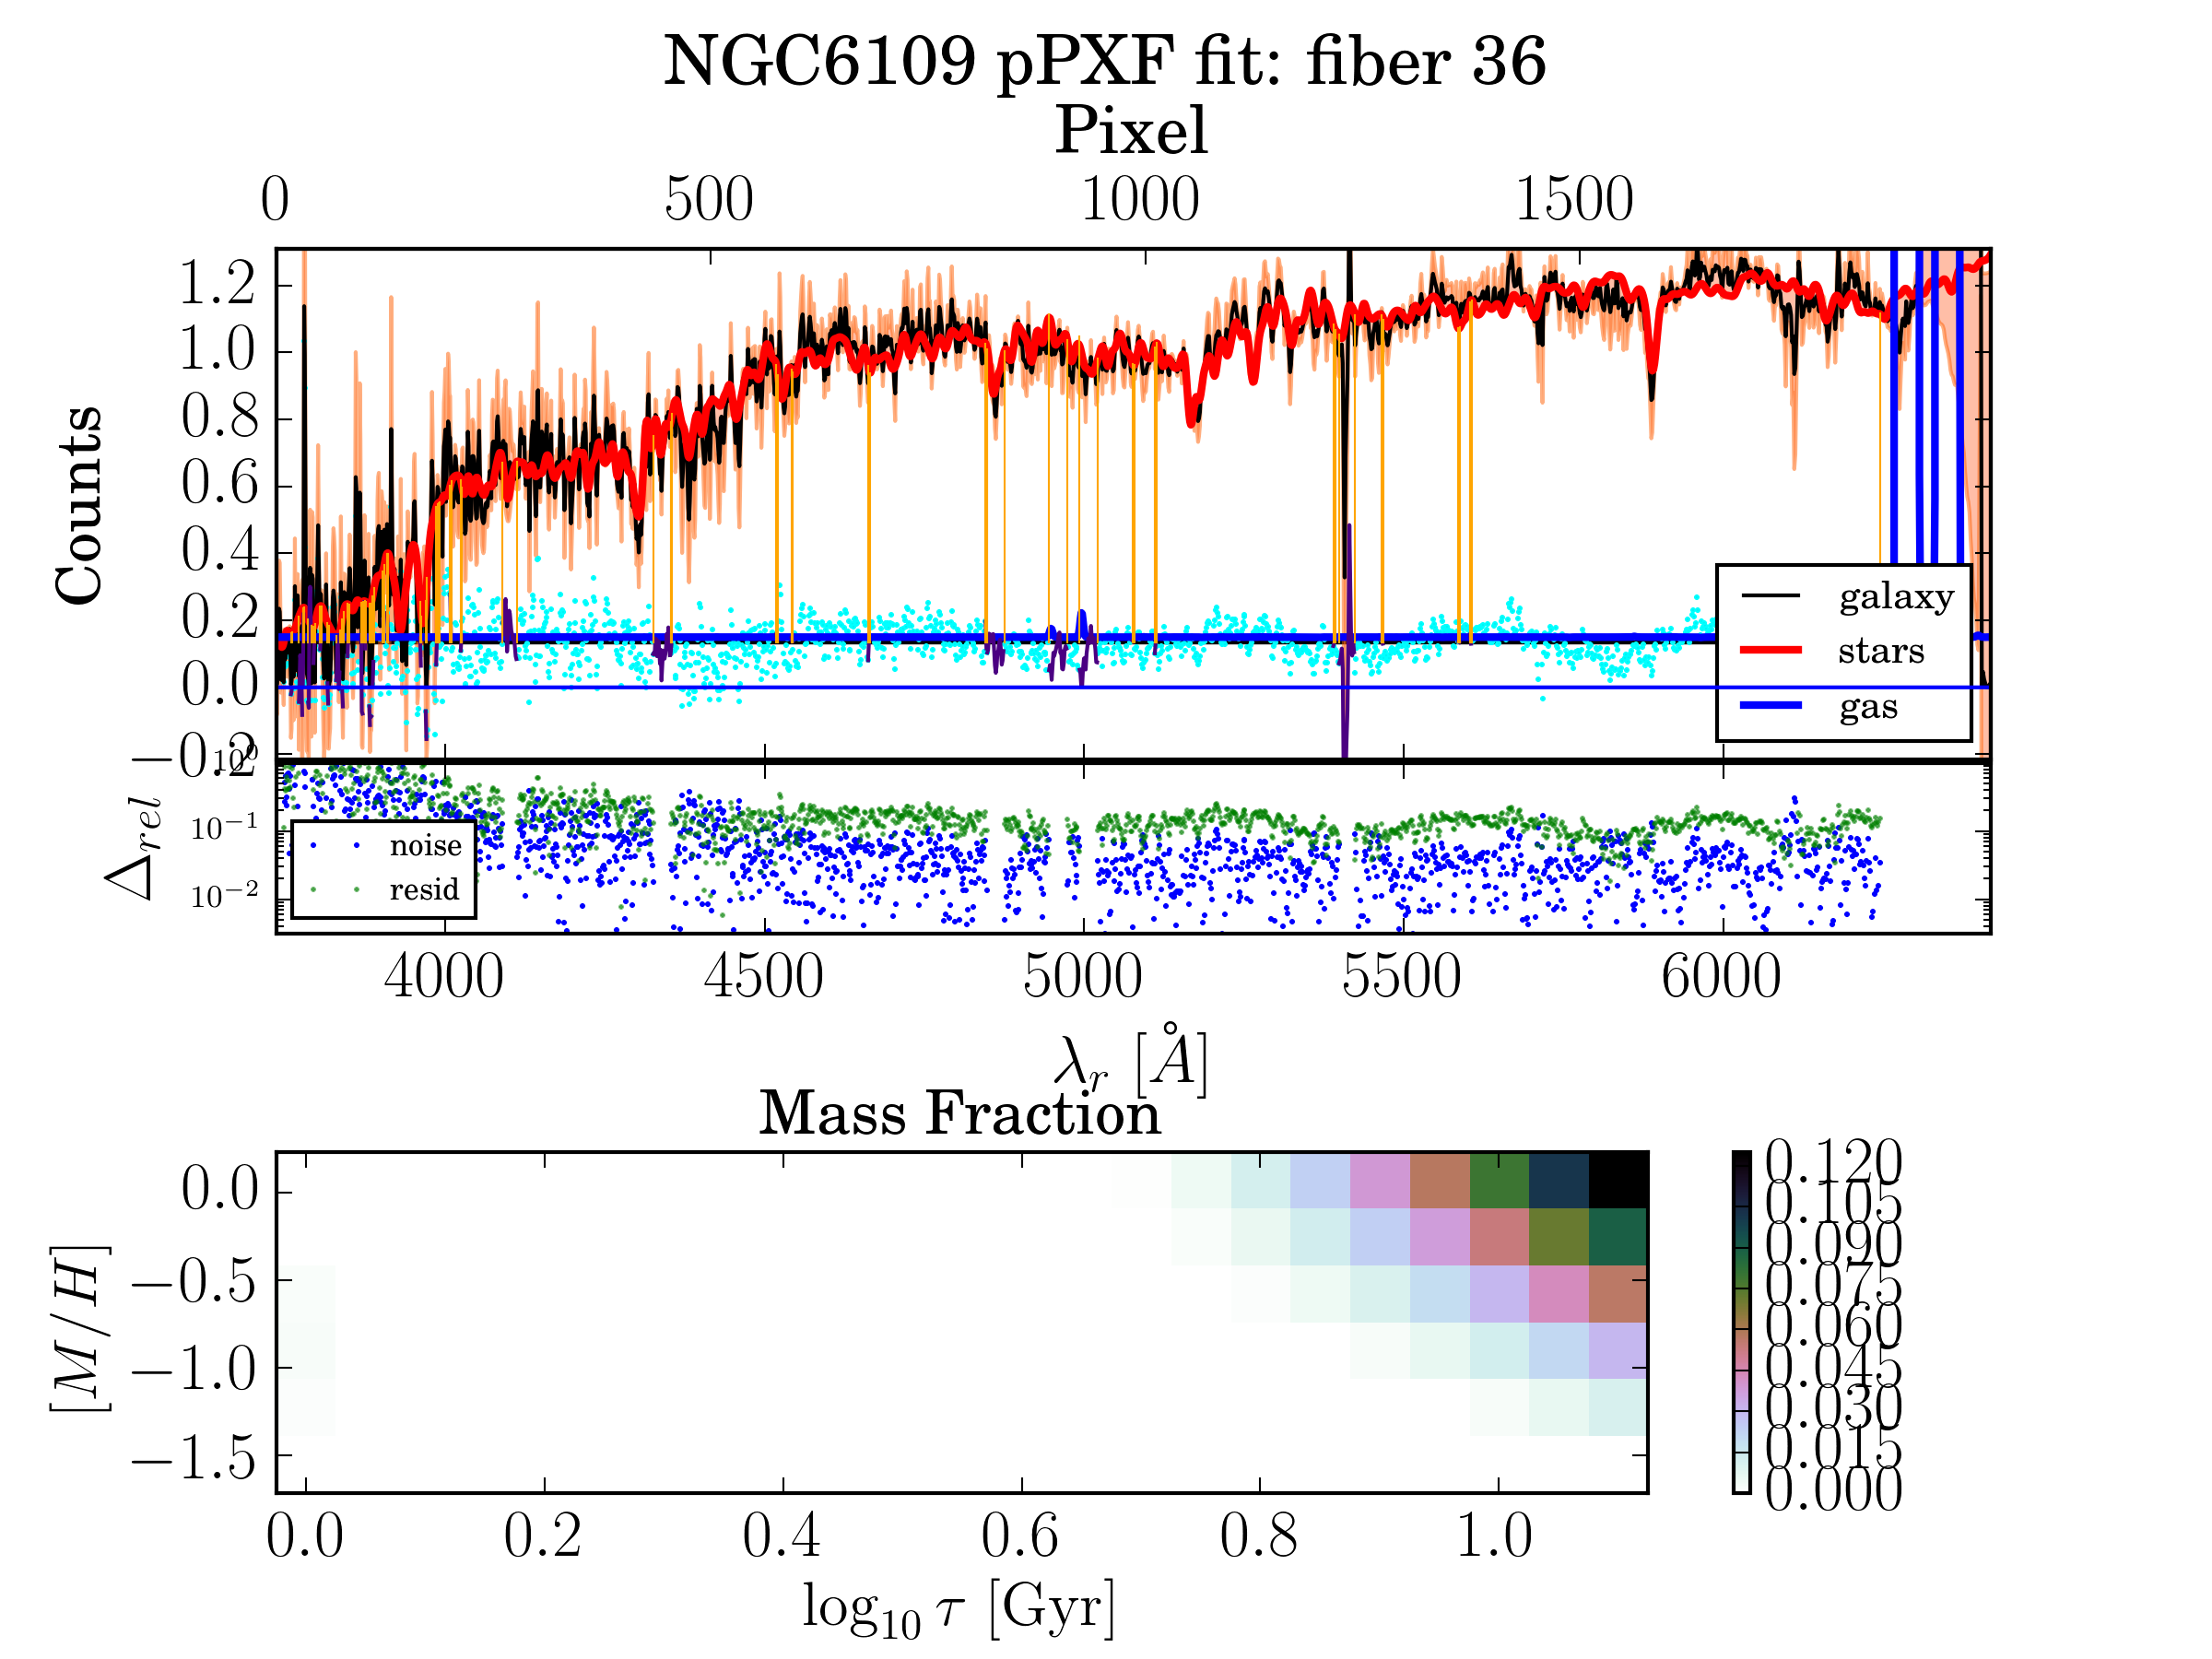 NGC6109 pPXF fit: fiber 36
Pixel
0 500 1000 1500
Counts
1.2
1.0
0.8
0.6
0.4
0.2
0.0
−0.2
galaxy
stars
gas
Δrel
10⁰
10⁻¹
10⁻²
noise
resid
4000 4500 5000 5500 6000
λr [Å]
Mass Fraction
[M/H]
0.0
−0.5
−1.0
−1.5
0.120
0.105
0.090
0.075
0.060
0.045
0.030
0.015
0.000
0.0 0.2 0.4 0.6 0.8 1.0
log₁₀ τ [Gyr]